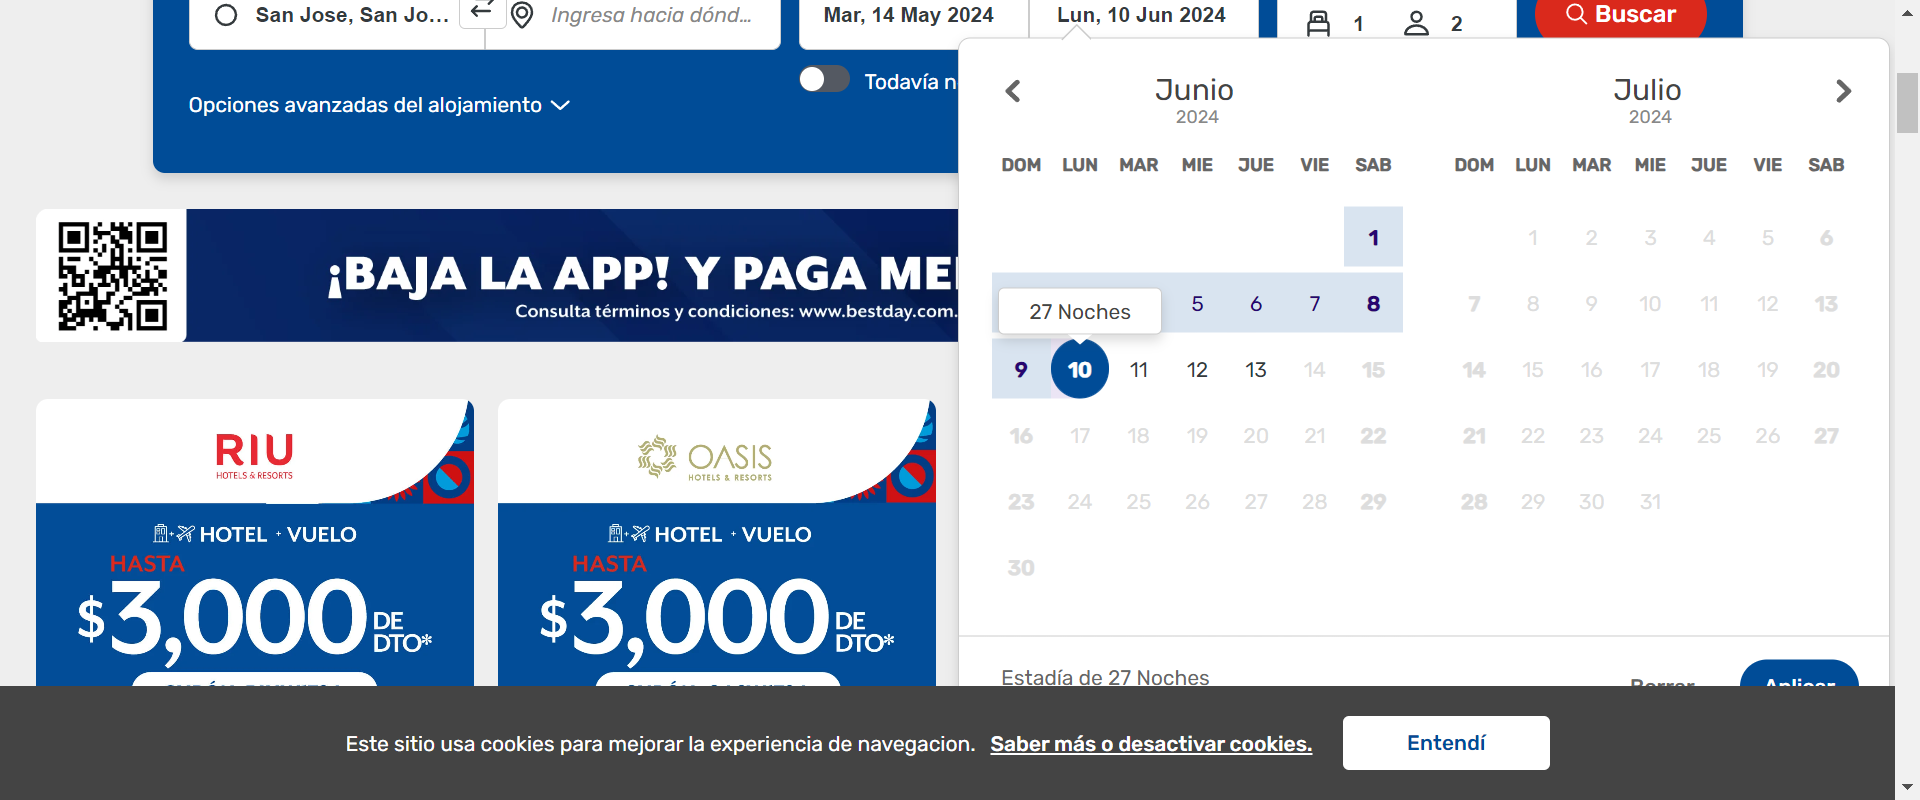 San Jose, San Jo...
Ingresa hacia dónd...
Mar, 14 May 2024
Lun, 10 Jun 2024
1
2
Buscar
Todavía n
Opciones avanzadas del alojamiento
Junio
2024
DOM LUN MAR MIE JUE VIE SAB
1
27 Noches
5 6 7 8
9 10 11 12 13 14 15
16 17 18 19 20 21 22
23 24 25 26 27 28 29
30
Julio
2024
DOM LUN MAR MIE JUE VIE SAB
1 2 3 4 5 6
7 8 9 10 11 12 13
14 15 16 17 18 19 20
21 22 23 24 25 26 27
28 29 30 31
Estadía de 27 Noches
Borrar
Aplicar
¡BAJA LA APP! Y PAGA ME
Consulta términos y condiciones: www.bestday.com.
RIU
HOTELS & RESORTS
HOTEL + VUELO
HASTA
$3,000 DE DTO*
OASIS
HOTELS & RESORTS
HOTEL + VUELO
HASTA
$3,000 DE DTO*
Este sitio usa cookies para mejorar la experiencia de navegacion. Saber más o desactivar cookies.
Entendí